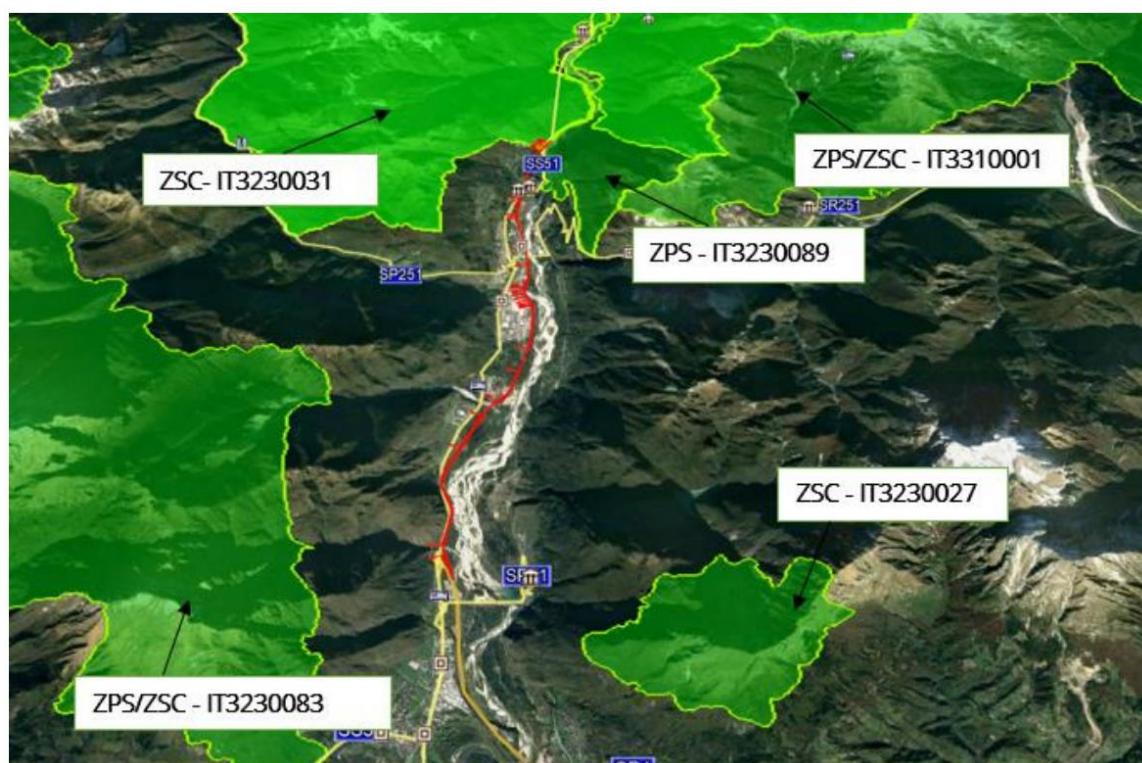 ZSC- IT3230031
ZPS/ZSC - IT3310001
SS51
SR251
ZPS - IT3230089
SP251
ZSC - IT3230027
ZPS/ZSC - IT3230083